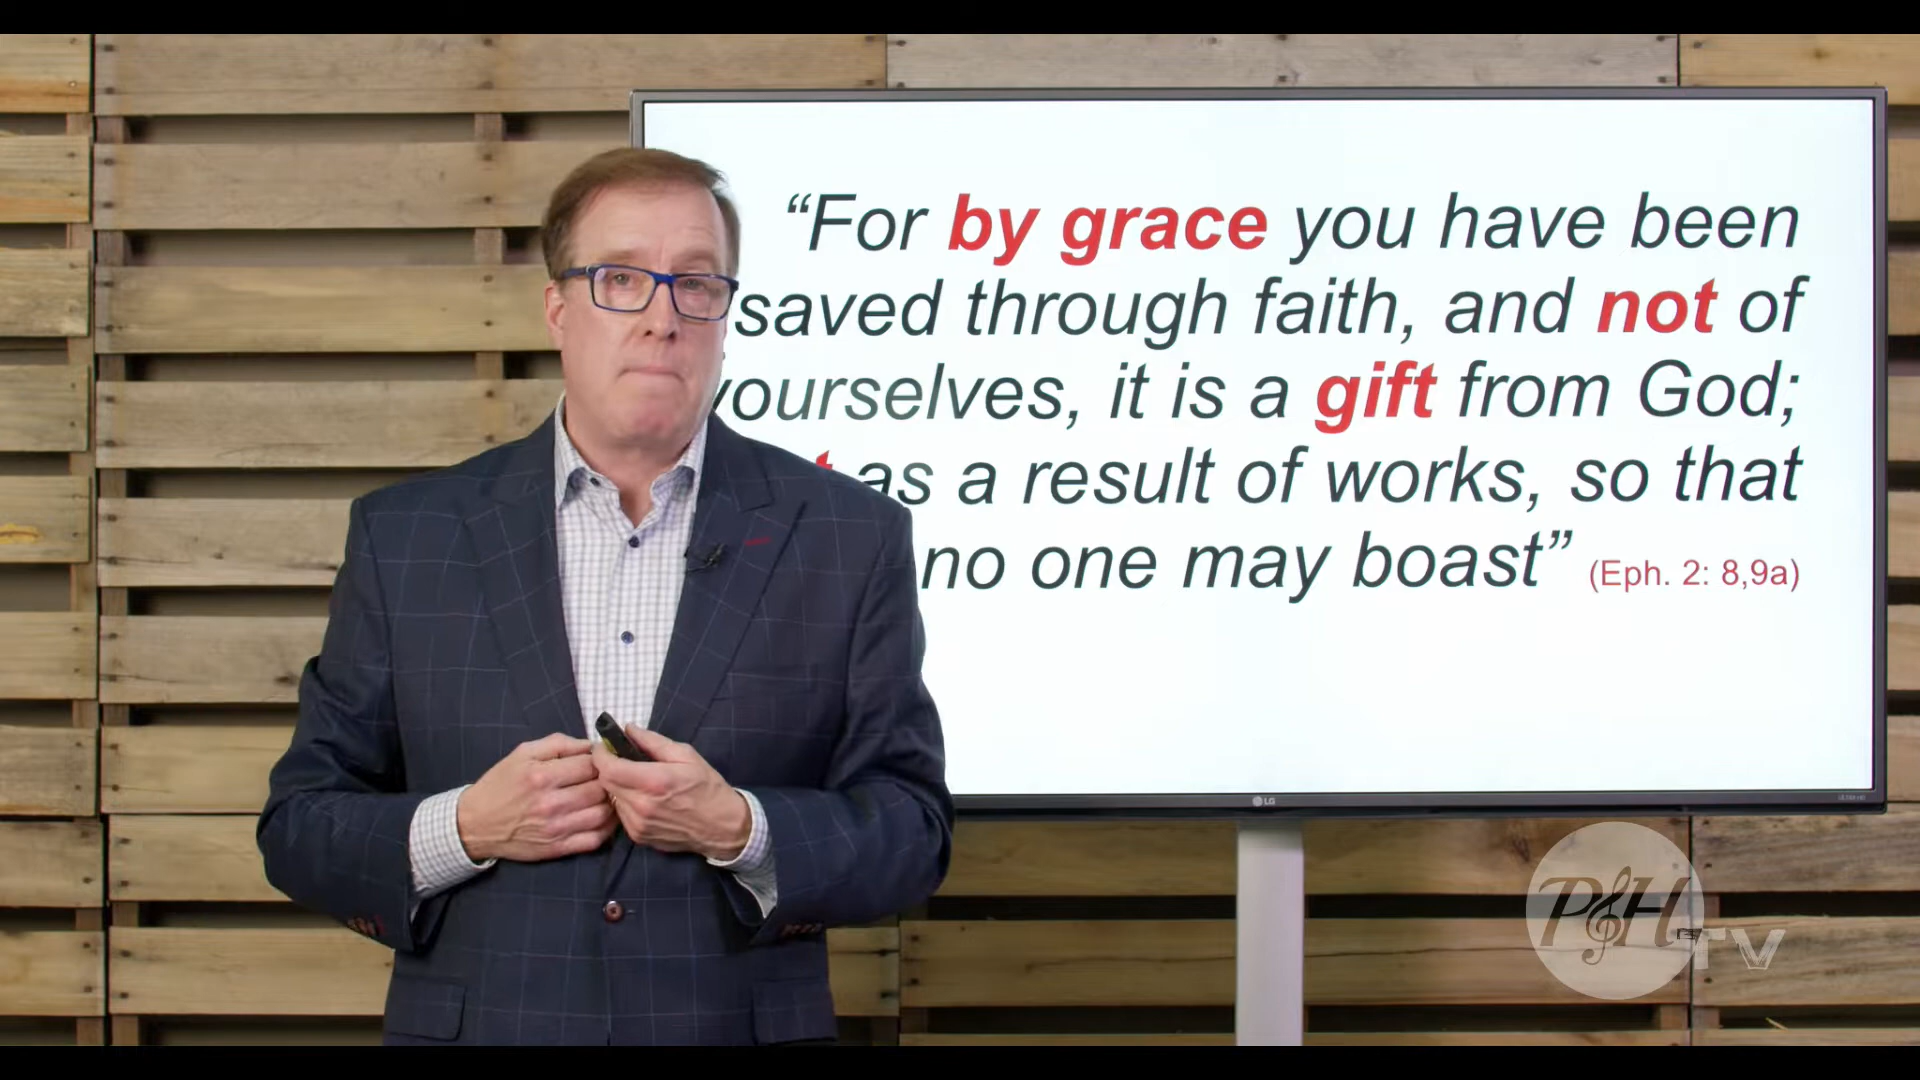 “For by grace you have been
saved through faith, and not of
yourselves, it is a gift from God;
as a result of works, so that
no one may boast” (Eph. 2: 8,9a)
LG
P&H
TV